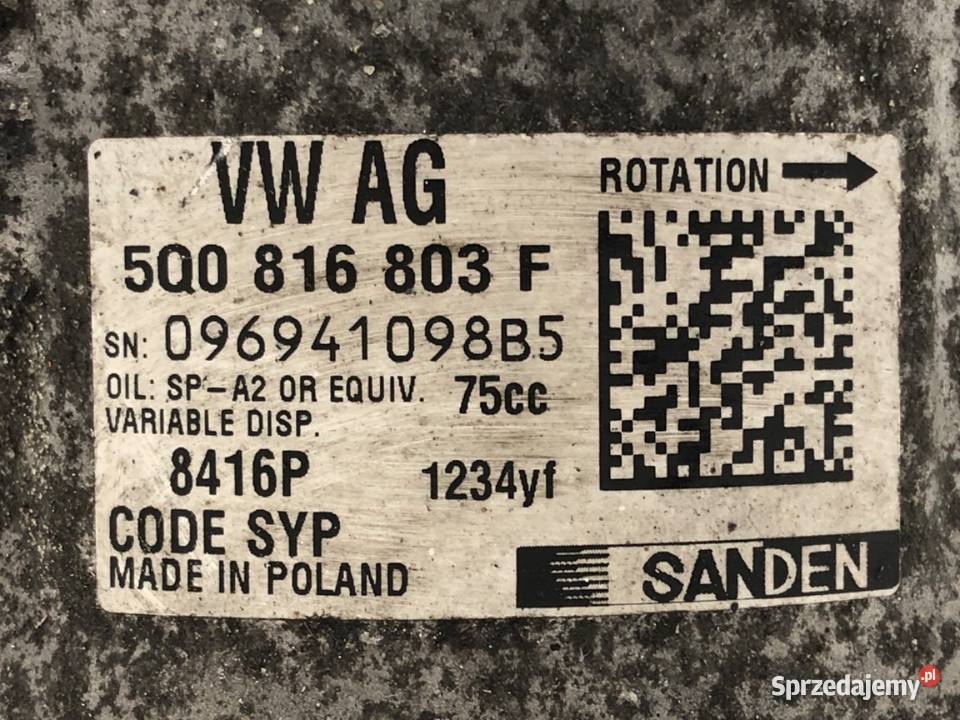 VW AG
ROTATION
5Q0 816 803 F
SN: 096941098B5
OIL: SP-A2 OR EQUIV. 75cc
VARIABLE DISP.
8416P 1234yf
CODE SYP
MADE IN POLAND
SANDEN
Sprzedajemy.pl